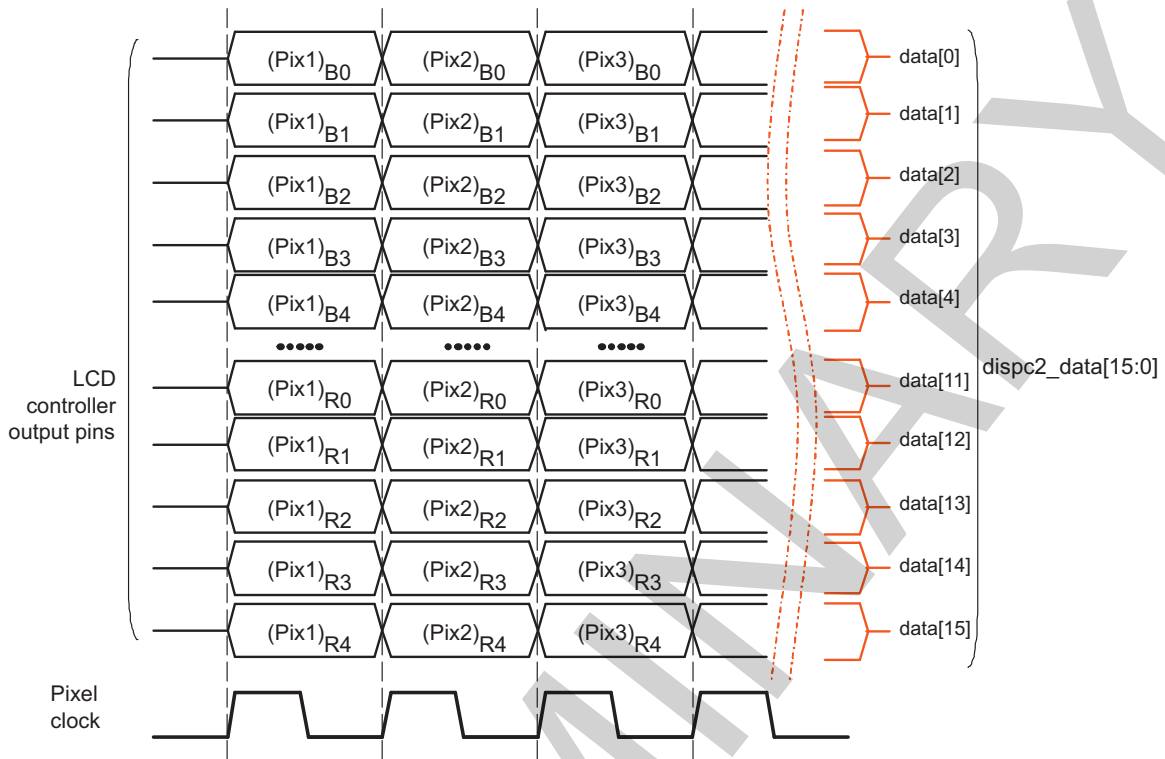 (Pix1)B0 (Pix2)B0 (Pix3)B0 data[0]
(Pix1)B1 (Pix2)B1 (Pix3)B1 data[1]
(Pix1)B2 (Pix2)B2 (Pix3)B2 data[2]
(Pix1)B3 (Pix2)B3 (Pix3)B3 data[3]
(Pix1)B4 (Pix2)B4 (Pix3)B4 data[4]
•••••  •••••  •••••
LCD
controller
output pins
dispc2_data[15:0]
(Pix1)R0 (Pix2)R0 (Pix3)R0 data[11]
(Pix1)R1 (Pix2)R1 (Pix3)R1 data[12]
(Pix1)R2 (Pix2)R2 (Pix3)R2 data[13]
(Pix1)R3 (Pix2)R3 (Pix3)R3 data[14]
(Pix1)R4 (Pix2)R4 (Pix3)R4 data[15]
Pixel
clock
MINARY